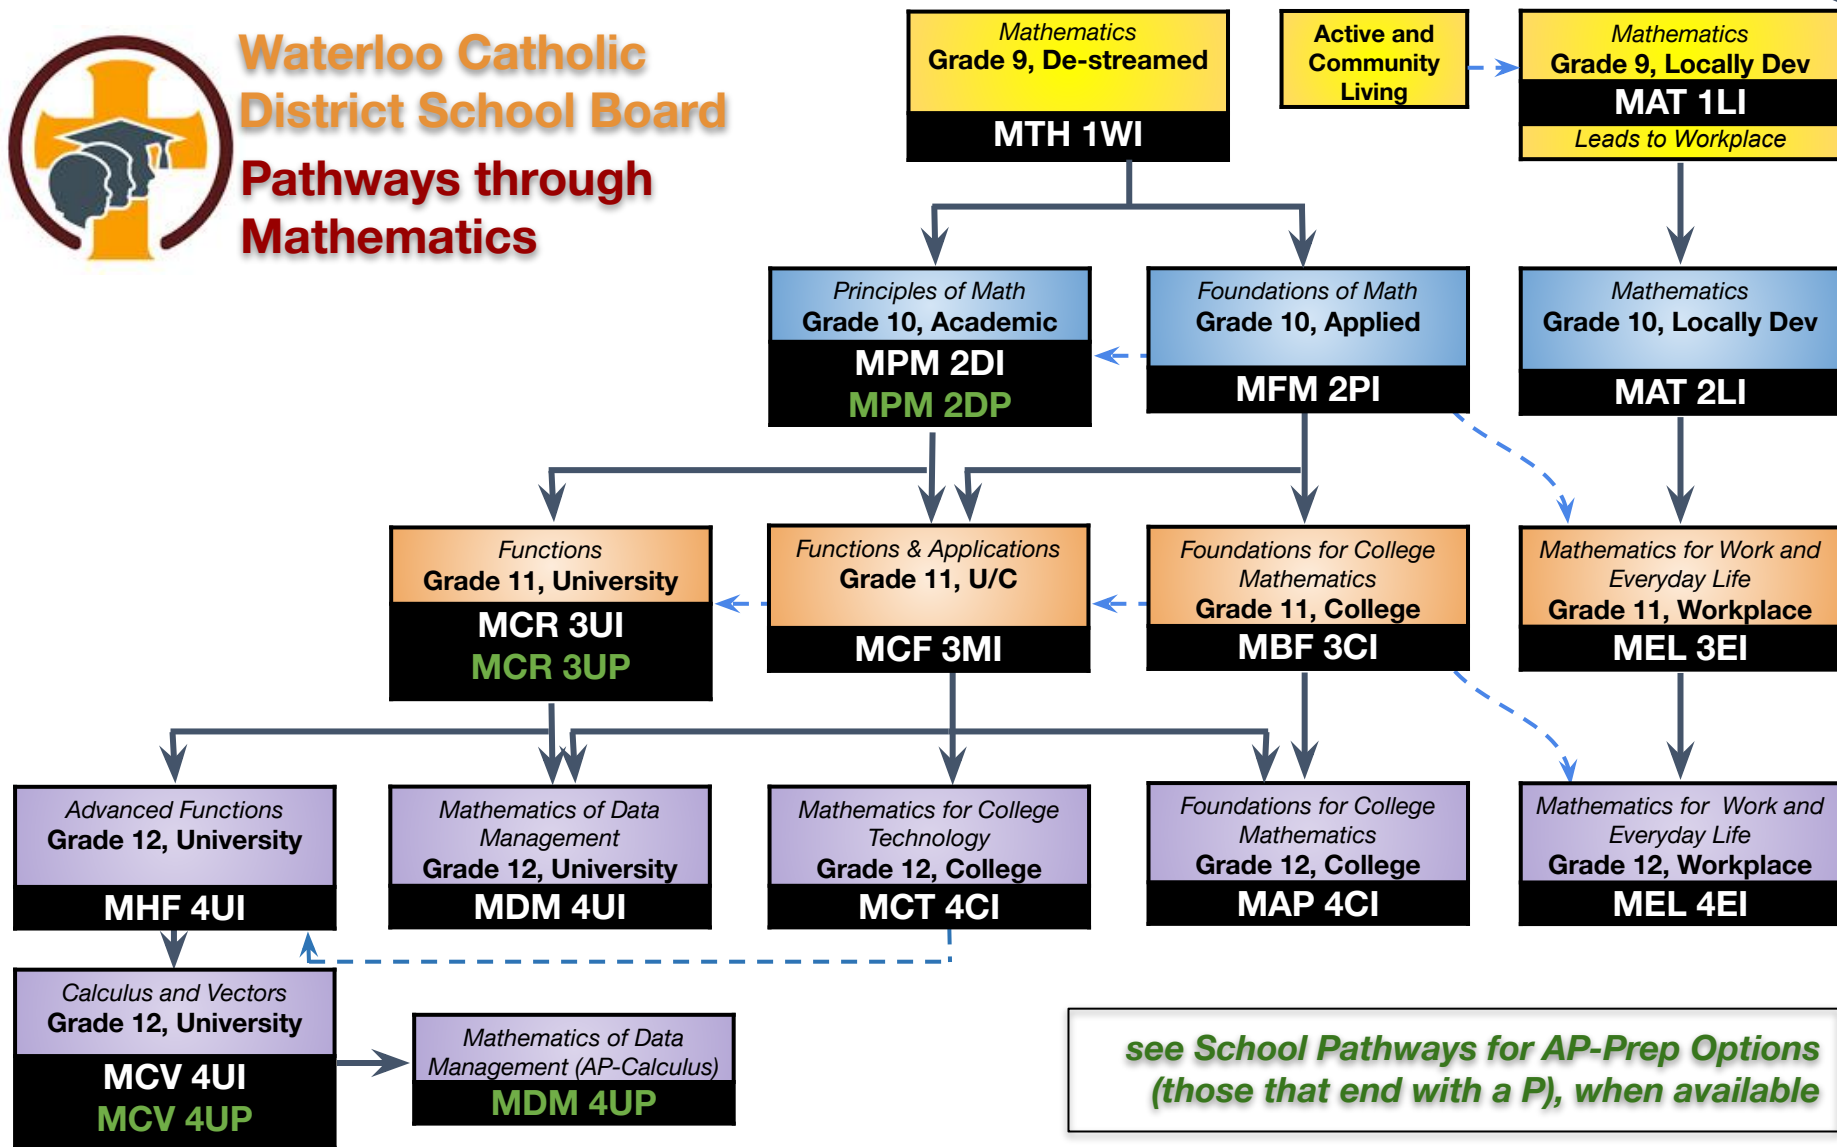 Waterloo Catholic
District School Board
Pathways through
Mathematics
Mathematics
Grade 9, De-streamed
MTH 1WI
Active and
Community
Living
Mathematics
Grade 9, Locally Dev
MAT 1LI
Leads to Workplace
Principles of Math
Grade 10, Academic
MPM 2DI
MPM 2DP
Foundations of Math
Grade 10, Applied
MFM 2PI
Mathematics
Grade 10, Locally Dev
MAT 2LI
Functions
Grade 11, University
MCR 3UI
MCR 3UP
Functions & Applications
Grade 11, U/C
MCF 3MI
Foundations for College
Mathematics
Grade 11, College
MBF 3CI
Mathematics for Work and
Everyday Life
Grade 11, Workplace
MEL 3EI
Advanced Functions
Grade 12, University
MHF 4UI
Mathematics of Data
Management
Grade 12, University
MDM 4UI
Mathematics for College
Technology
Grade 12, College
MCT 4CI
Foundations for College
Mathematics
Grade 12, College
MAP 4CI
Mathematics for Work and
Everyday Life
Grade 12, Workplace
MEL 4EI
Calculus and Vectors
Grade 12, University
MCV 4UI
MCV 4UP
Mathematics of Data
Management (AP-Calculus)
MDM 4UP
see School Pathways for AP-Prep Options
(those that end with a P), when available